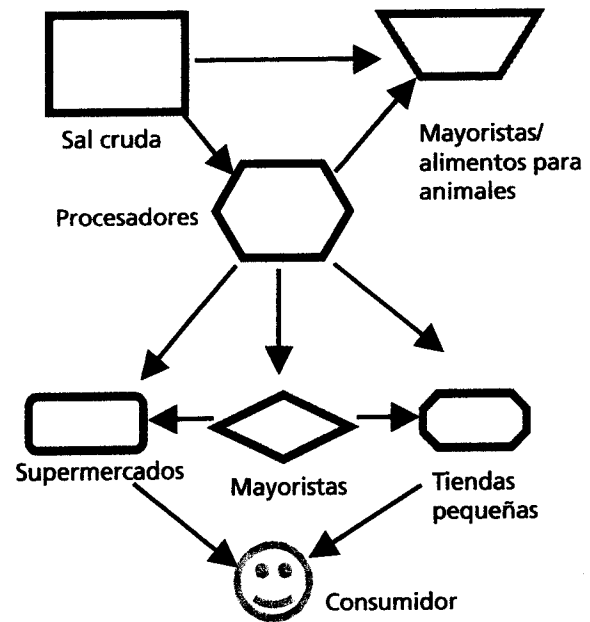 Sal cruda
Mayoristas/
alimentos para
animales
Procesadores
Supermercados
Mayoristas
Tiendas
pequeñas
Consumidor